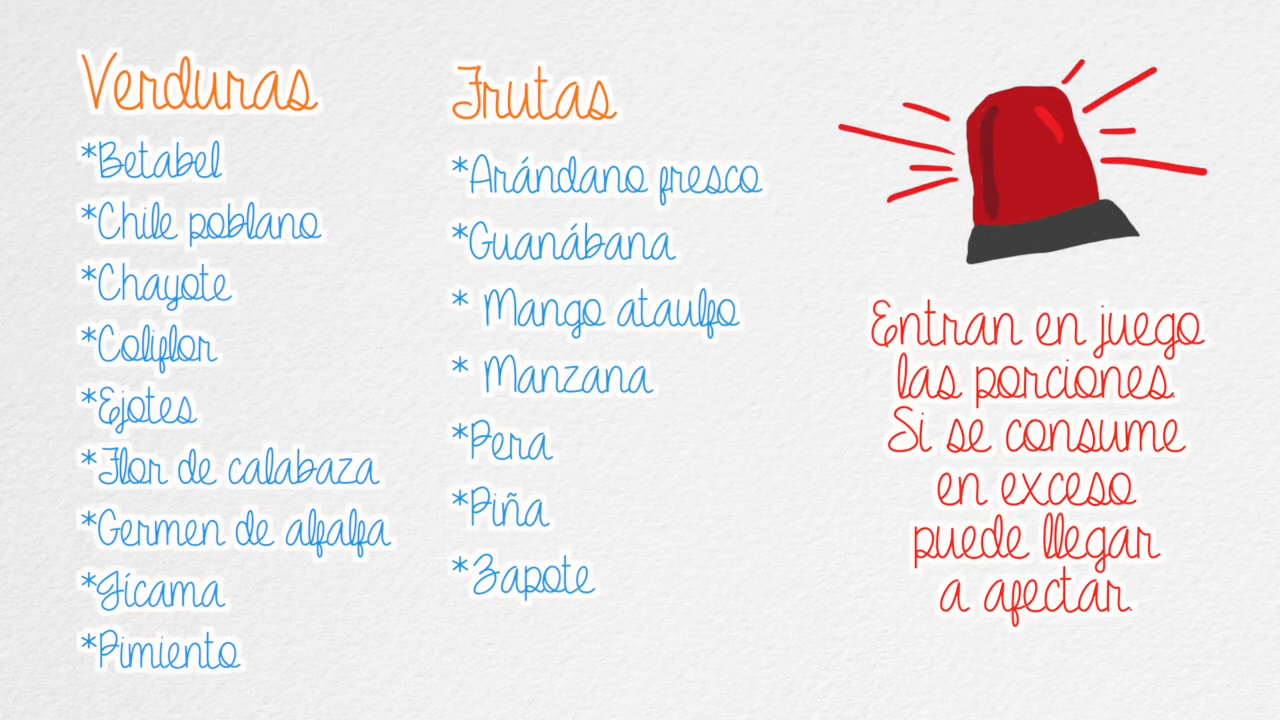 Verduras
*Betabel
*Chile poblano
*Chayote
*Coliflor
*Ejotes
*Flor de calabaza
*Germen de alfalfa
*Jícama
*Pimiento
Frutas
*Arándano fresco
*Guanábana
* Mango ataulfo
* Manzana
*Pera
*Piña
*Zapote
Entran en juego
las porciones.
Si se consume
en exceso
puede llegar
a afectar.